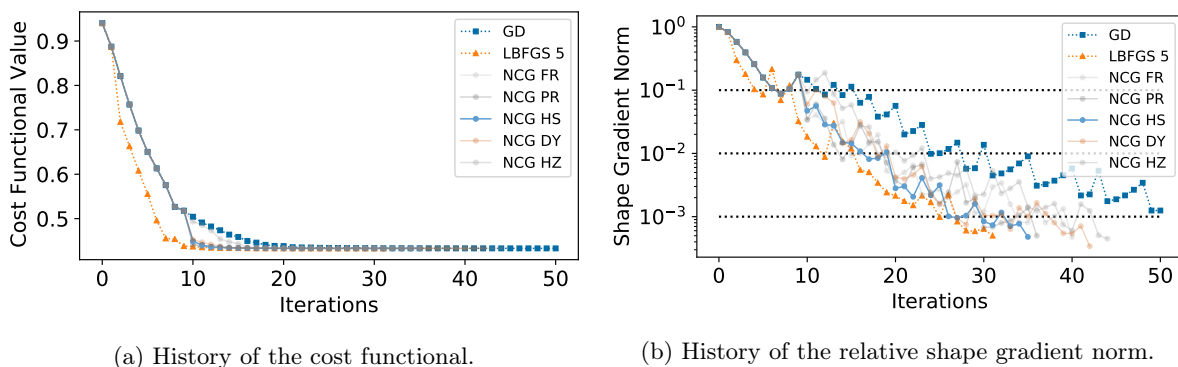 Cost Functional Value
0.9
0.8
0.7
0.6
0.5
0 10 20 30 40 50
Iterations
GD
LBFGS 5
NCG FR
NCG PR
NCG HS
NCG DY
NCG HZ
(a) History of the cost functional.
Shape Gradient Norm
10^0
10^−1
10^−2
10^−3
0 10 20 30 40 50
Iterations
GD
LBFGS 5
NCG FR
NCG PR
NCG HS
NCG DY
NCG HZ
(b) History of the relative shape gradient norm.